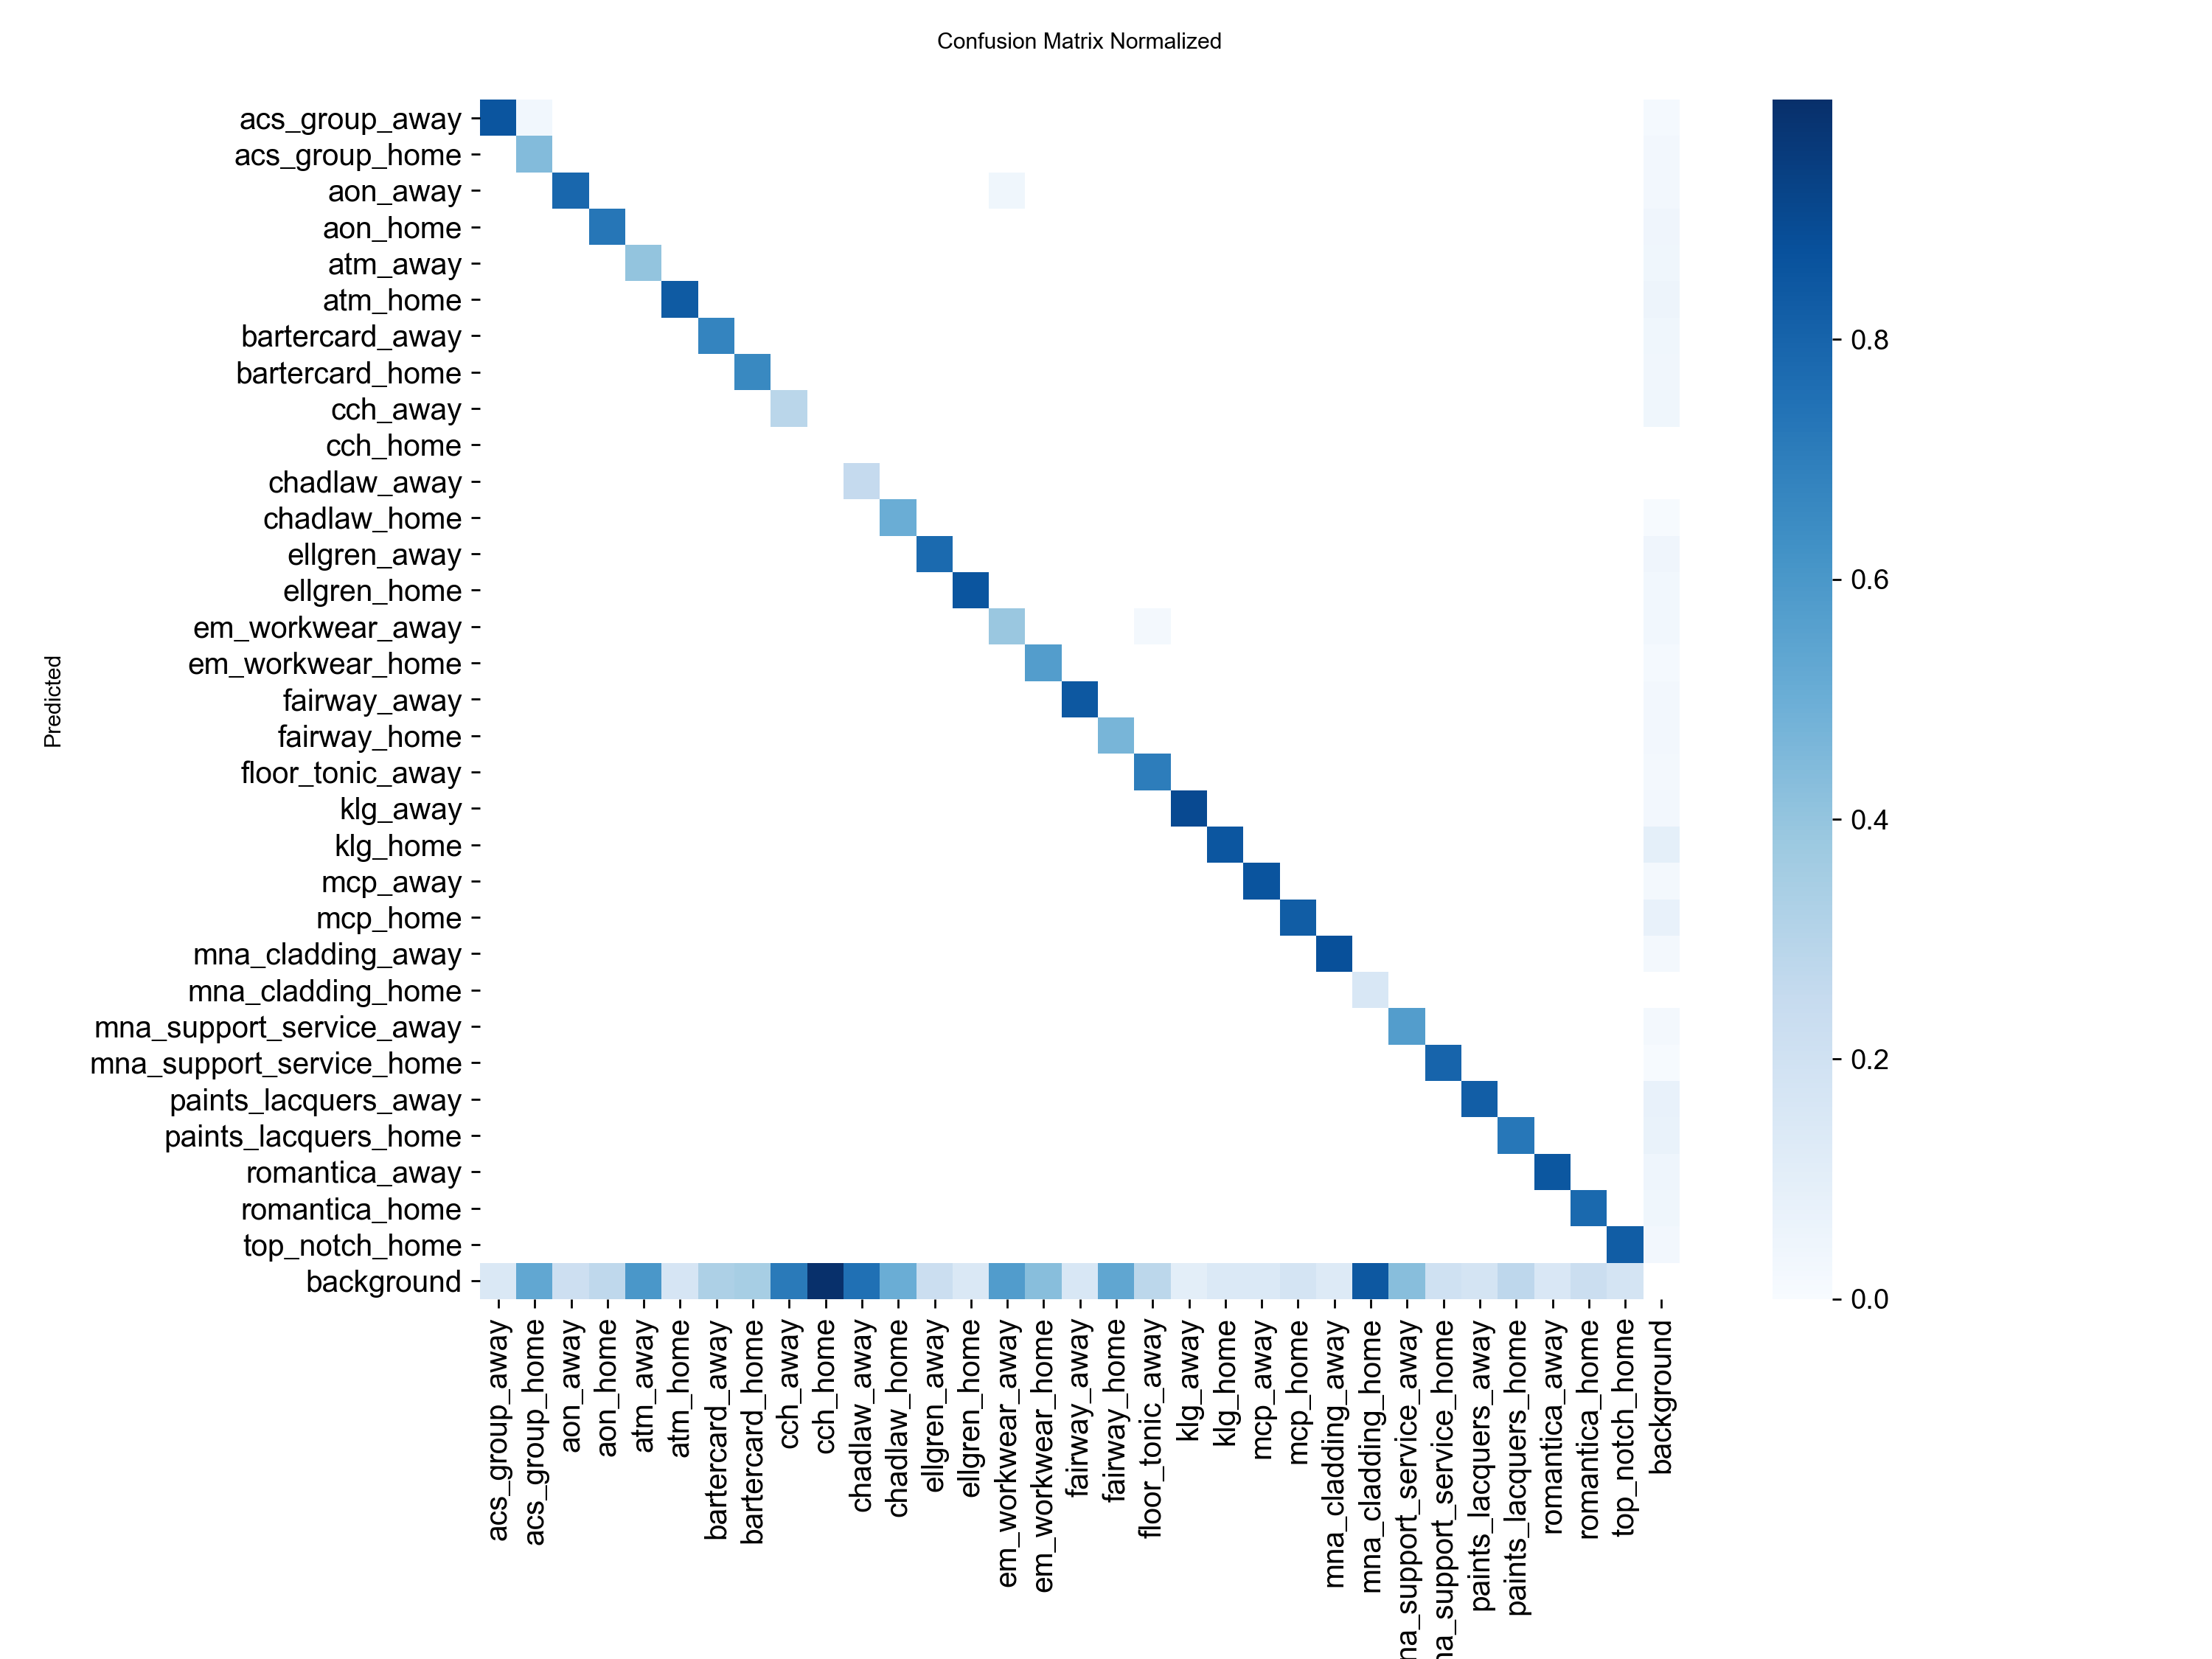 Confusion Matrix Normalized
acs_group_away
acs_group_home
aon_away
aon_home
atm_away
atm_home
bartercard_away
bartercard_home
cch_away
cch_home
chadlaw_away
chadlaw_home
ellgren_away
ellgren_home
em_workwear_away
em_workwear_home
fairway_away
fairway_home
floor_tonic_away
klg_away
klg_home
mcp_away
mcp_home
mna_cladding_away
mna_cladding_home
mna_support_service_away
mna_support_service_home
paints_lacquers_away
paints_lacquers_home
romantica_away
romantica_home
top_notch_home
background
Predicted
acs_group_away
acs_group_home
aon_away
aon_home
atm_away
atm_home
bartercard_away
bartercard_home
cch_away
cch_home
chadlaw_away
chadlaw_home
ellgren_away
ellgren_home
em_workwear_away
em_workwear_home
fairway_away
fairway_home
floor_tonic_away
klg_away
klg_home
mcp_away
mcp_home
mna_cladding_away
mna_cladding_home
na_support_service_away
na_support_service_home
paints_lacquers_away
paints_lacquers_home
romantica_away
romantica_home
top_notch_home
background
0.8
0.6
0.4
0.2
0.0